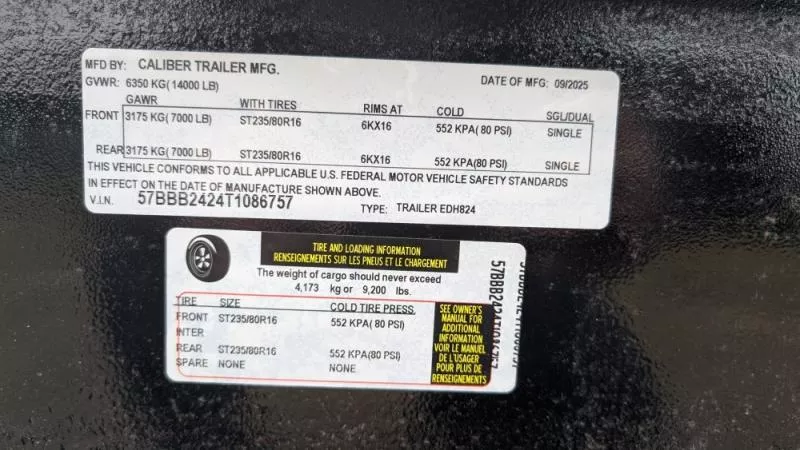 MFD BY: CALIBER TRAILER MFG. DATE OF MFG: 09/2025
GVWR: 6350 KG( 14000 LB)
GAWR WITH TIRES RIMS AT COLD SGL/DUAL
FRONT 3175 KG( 7000 LB) ST235/80R16 6KX16 552 KPA( 80 PSI) SINGLE
REAR 3175 KG( 7000 LB) ST235/80R16 6KX16 552 KPA( 80 PSI) SINGLE
THIS VEHICLE CONFORMS TO ALL APPLICABLE U.S. FEDERAL MOTOR VEHICLE SAFETY STANDARDS
IN EFFECT ON THE DATE OF MANUFACTURE SHOWN ABOVE.
V.I.N. 57BBB2424T1086757 TYPE: TRAILER EDH824
TIRE AND LOADING INFORMATION
RENSEIGNEMENTS SUR LES PNEUS ET LE CHARGEMENT
The weight of cargo should never exceed
4,173 kg or 9,200 lbs.
TIRE SIZE COLD TIRE PRESS.
FRONT ST235/80R16 552 KPA( 80 PSI)
INTER
REAR ST235/80R16 552 KPA(80 PSI)
SPARE NONE NONE
SEE OWNER'S
MANUAL FOR
ADDITIONAL
INFORMATION
VOIR LE MANUEL
DE L'USAGER
POUR PLUS DE
RENSEIGNEMENTS
57BBB2424T1086757